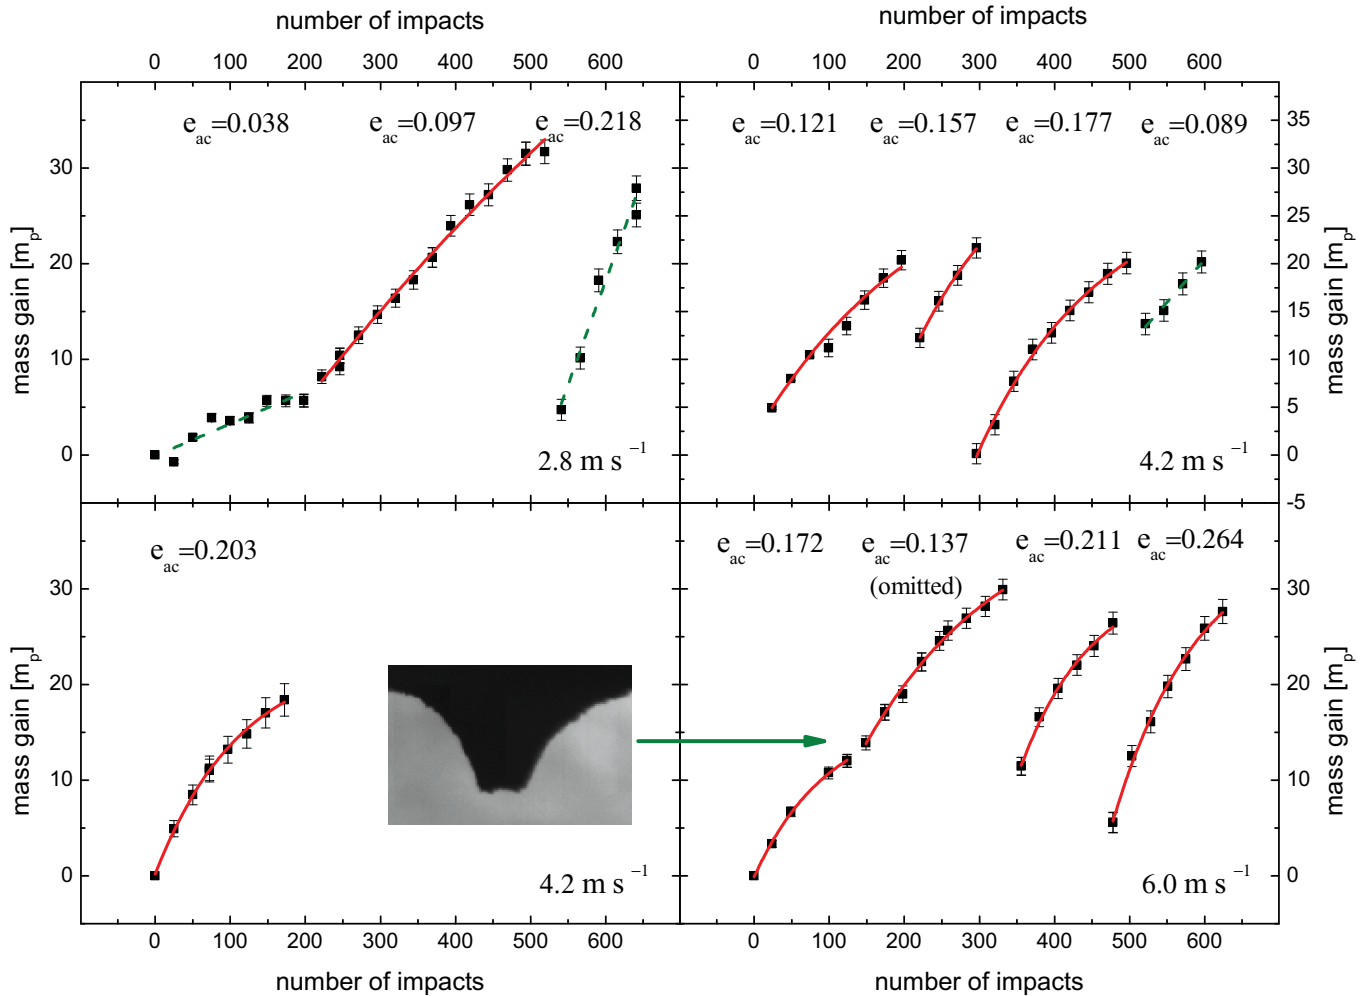 number of impacts
number of impacts
0 100 200 300 400 500 600
0 100 200 300 400 500 600
e_ac=0.038 e_ac=0.097 e_ac=0.218
e_ac=0.121 e_ac=0.157 e_ac=0.177 e_ac=0.089
30
20
10
0
mass gain [m_p]
2.8 m s ⁻¹
35
30
25
20
15
10
5
0
-5
mass gain [m_p]
4.2 m s ⁻¹
e_ac=0.203
e_ac=0.172 e_ac=0.137 e_ac=0.211 e_ac=0.264
(omitted)
30
20
10
0
mass gain [m_p]
4.2 m s ⁻¹
30
20
10
0
mass gain [m_p]
6.0 m s ⁻¹
0 100 200 300 400 500 600
0 100 200 300 400 500 600
number of impacts
number of impacts